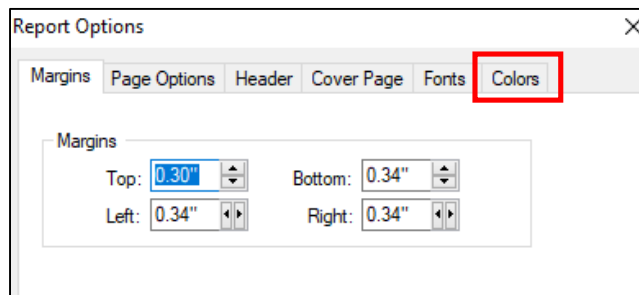 Report Options
Margins Page Options Header Cover Page Fonts Colors
Margins
Top: 0.30" Bottom: 0.34"
Left: 0.34" Right: 0.34"